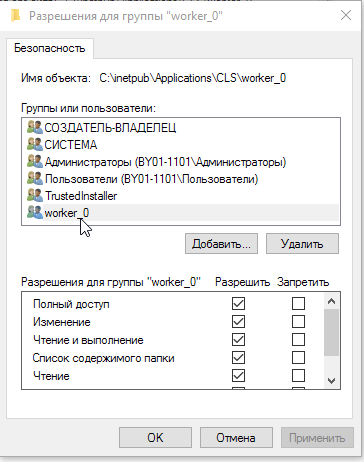 Разрешения для группы "worker_0"
Безопасность
Имя объекта: C:\inetpub\Applications\CLS\worker_0
Группы или пользователи:
СОЗДАТЕЛЬ-ВЛАДЕЛЕЦ
СИСТЕМА
Администраторы (BY01-1101\Администраторы)
Пользователи (BY01-1101\Пользователи)
TrustedInstaller
worker_0
Добавить... Удалить
Разрешения для группы "worker_0" Разрешить Запретить
Полный доступ
Изменение
Чтение и выполнение
Список содержимого папки
Чтение
OK Отмена Применить